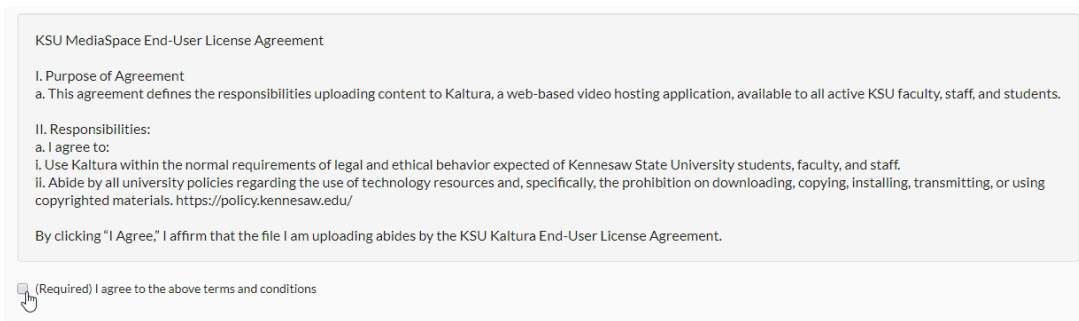 KSU MediaSpace End-User License Agreement
I. Purpose of Agreement
a. This agreement defines the responsibilities uploading content to Kaltura, a web-based video hosting application, available to all active KSU faculty, staff, and students.
II. Responsibilities:
a. I agree to:
i. Use Kaltura within the normal requirements of legal and ethical behavior expected of Kennesaw State University students, faculty, and staff.
ii. Abide by all university policies regarding the use of technology resources and, specifically, the prohibition on downloading, copying, installing, transmitting, or using
copyrighted materials. https://policy.kennesaw.edu/
By clicking “I Agree,” I affirm that the file I am uploading abides by the KSU Kaltura End-User License Agreement.
(Required) I agree to the above terms and conditions